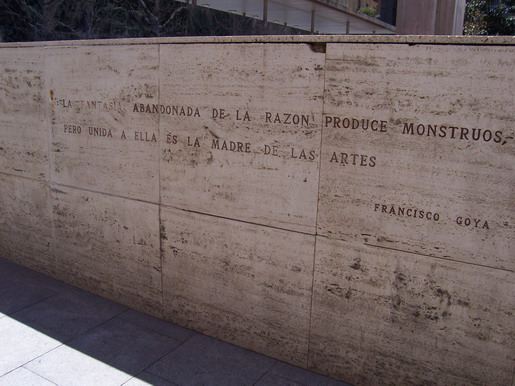 LA FANTASIA ABANDONADA DE LA RAZON PRODUCE MONSTRUOS,
PERO UNIDA A ELLA ES LA MADRE DE LAS ARTES
FRANCISCO GOYA